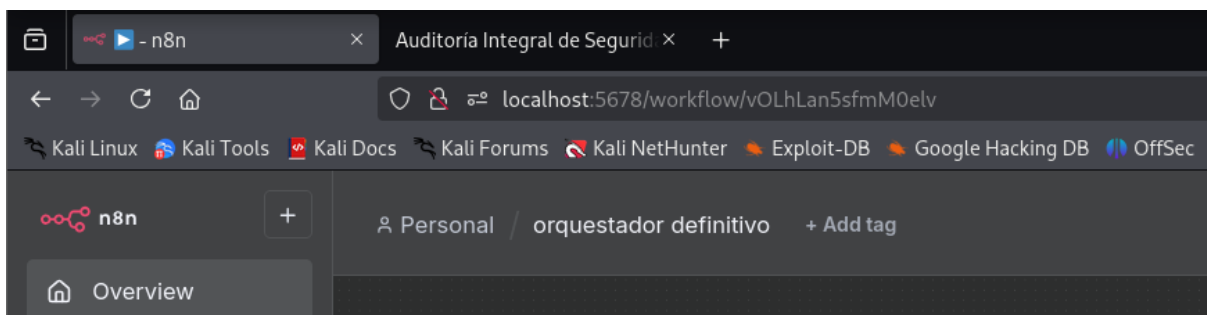 - n8n
Auditoría Integral de Segurid
localhost:5678/workflow/vOLhLan5sfmM0elv
Kali Linux Kali Tools Kali Docs Kali Forums Kali NetHunter Exploit-DB Google Hacking DB OffSec
n8n
Personal / orquestador definitivo + Add tag
Overview